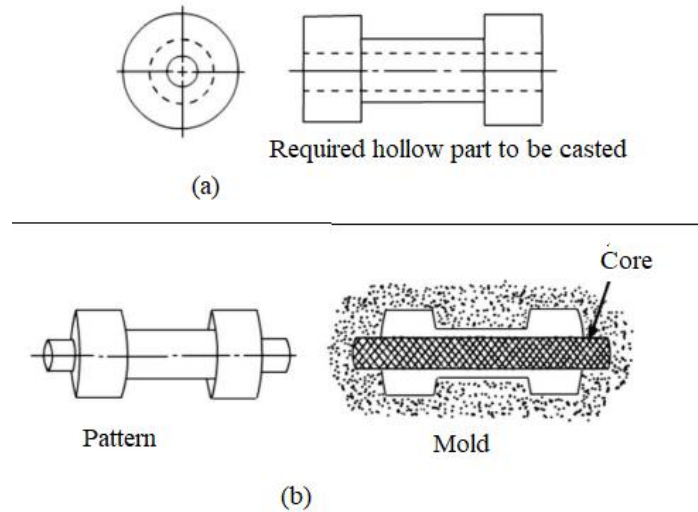 Required hollow part to be casted
(a)
Core
Pattern
Mold
(b)